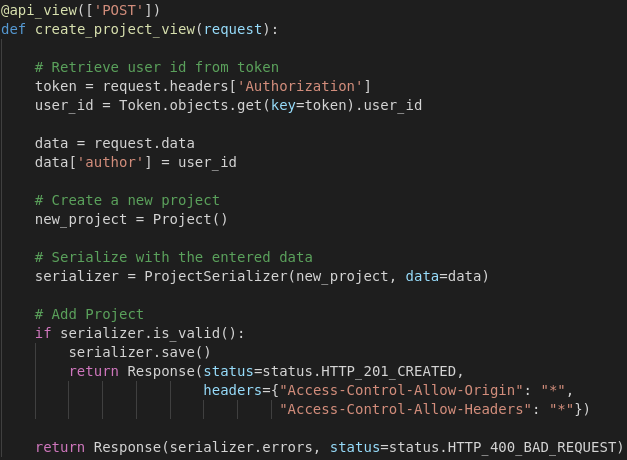 @api_view(['POST'])
def create_project_view(request):
# Retrieve user id from token
token = request.headers['Authorization']
user_id = Token.objects.get(key=token).user_id
data = request.data
data['author'] = user_id
# Create a new project
new_project = Project()
# Serialize with the entered data
serializer = ProjectSerializer(new_project, data=data)
# Add Project
if serializer.is_valid():
serializer.save()
return Response(status=status.HTTP_201_CREATED,
headers={"Access-Control-Allow-Origin": "*",
"Access-Control-Allow-Headers": "*"})
return Response(serializer.errors, status=status.HTTP_400_BAD_REQUEST)